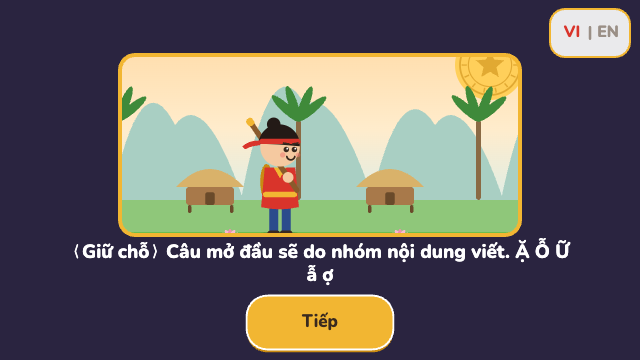 VI | EN
⟨Giữ chỗ⟩ Câu mở đầu sẽ do nhóm nội dung viết. Ặ Ỗ Ữ
ẫ ợ
Tiếp